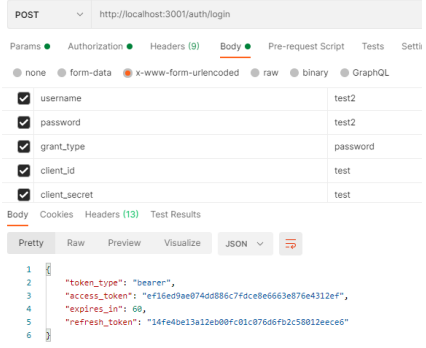 POST http://localhost:3001/auth/login
Params Authorization Headers (9) Body Pre-request Script Tests
none form-data x-www-form-urlencoded raw binary GraphQL
username test2
password test2
grant_type password
client_id test
client_secret test
Body Cookies Headers (13) Test Results
Pretty Raw Preview Visualize JSON
1 {
2 "token_type": "bearer",
3 "access_token": "ef16ed9ae074dd886c7fdce8e6663e876e4312ef",
4 "expires_in": 60,
5 "refresh_token": "14fe4be13a12eb00fc01c076d6fb2c58012eece6"
6 }